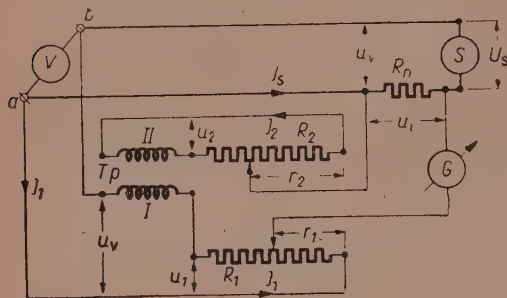 b
V
u_v
R_n
S
U_s
a
J_s
u_i
II
u_2
J_2
R_2
Tp
r_2
G
J_1
I
u_v
r_1
u_1
R_1
J_1